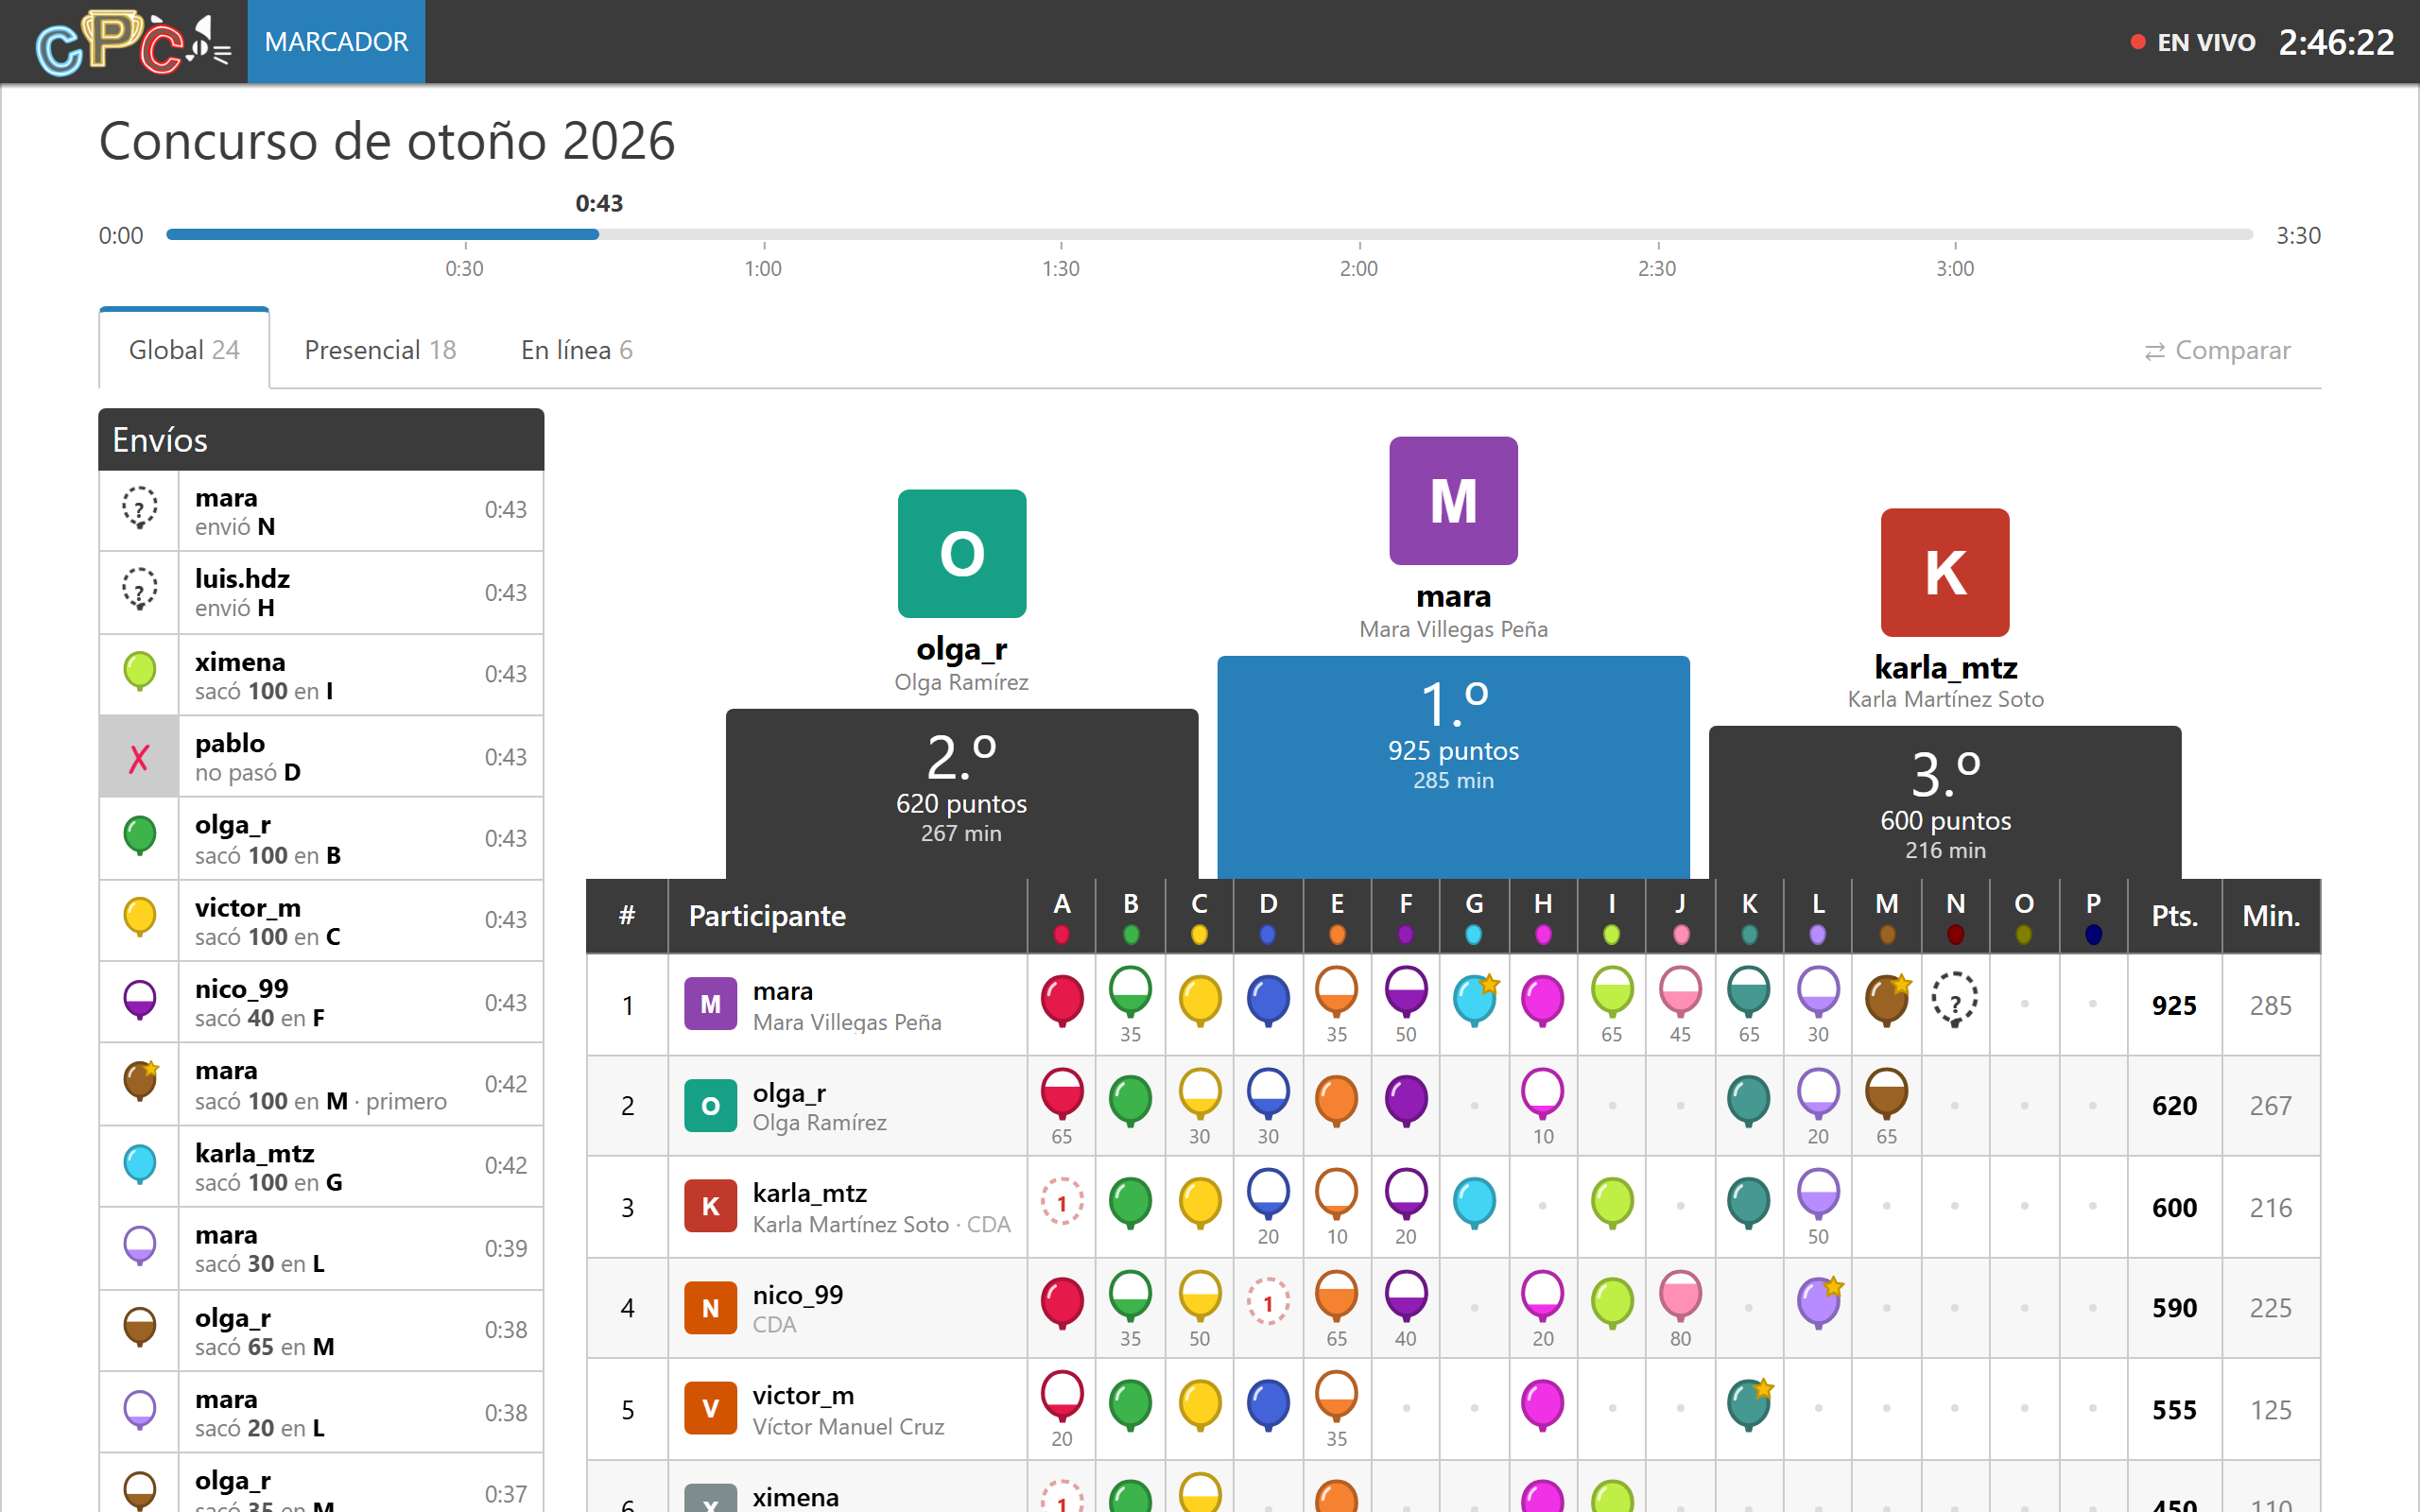 CPC
MARCADOR
EN VIVO 2:46:22
Concurso de otoño 2026
0:43
0:00
3:30
0:30 1:00 1:30 2:00 2:30 3:00
Global 24
Presencial 18
En línea 6
⇄ Comparar
Envíos
? mara 0:43
envió N
? luis.hdz 0:43
envió H
ximena 0:43
sacó 100 en I
✗ pablo 0:43
no pasó D
olga_r 0:43
sacó 100 en B
victor_m 0:43
sacó 100 en C
nico_99 0:43
sacó 40 en F
mara 0:42
sacó 100 en M · primero
karla_mtz 0:42
sacó 100 en G
mara 0:39
sacó 30 en L
olga_r 0:38
sacó 65 en M
mara 0:38
sacó 20 en L
olga_r 0:37
sacó 35 en M
O
olga_r
Olga Ramírez
2.º
620 puntos
267 min
M
mara
Mara Villegas Peña
1.º
925 puntos
285 min
K
karla_mtz
Karla Martínez Soto
3.º
600 puntos
216 min
# Participante A B C D E F G H I J K L M N O P Pts. Min.
1 M mara ? 925 285
Mara Villegas Peña 35 35 50 65 45 65 30
2 O olga_r 620 267
Olga Ramírez 65 30 30 10 20 65
3 K karla_mtz 1 600 216
Karla Martínez Soto · CDA 20 10 20 50
4 N nico_99 1 590 225
CDA 35 50 65 40 20 80
5 V victor_m 555 125
Víctor Manuel Cruz 20 35
6 X ximena 1 450 110